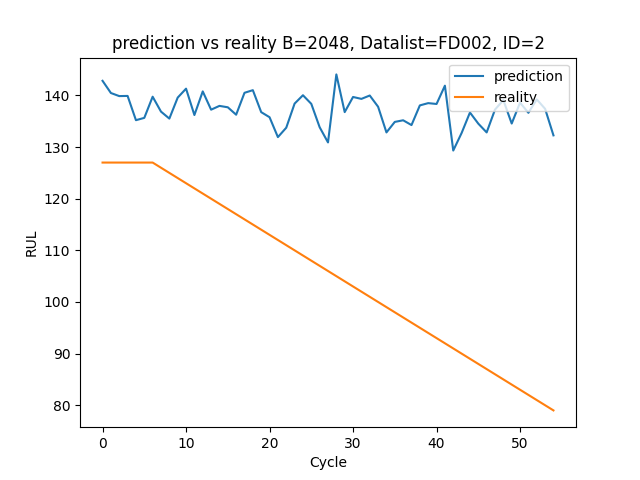 prediction vs reality B=2048, Datalist=FD002, ID=2
prediction
reality
140
130
120
110
100
90
80
RUL
0 10 20 30 40 50
Cycle